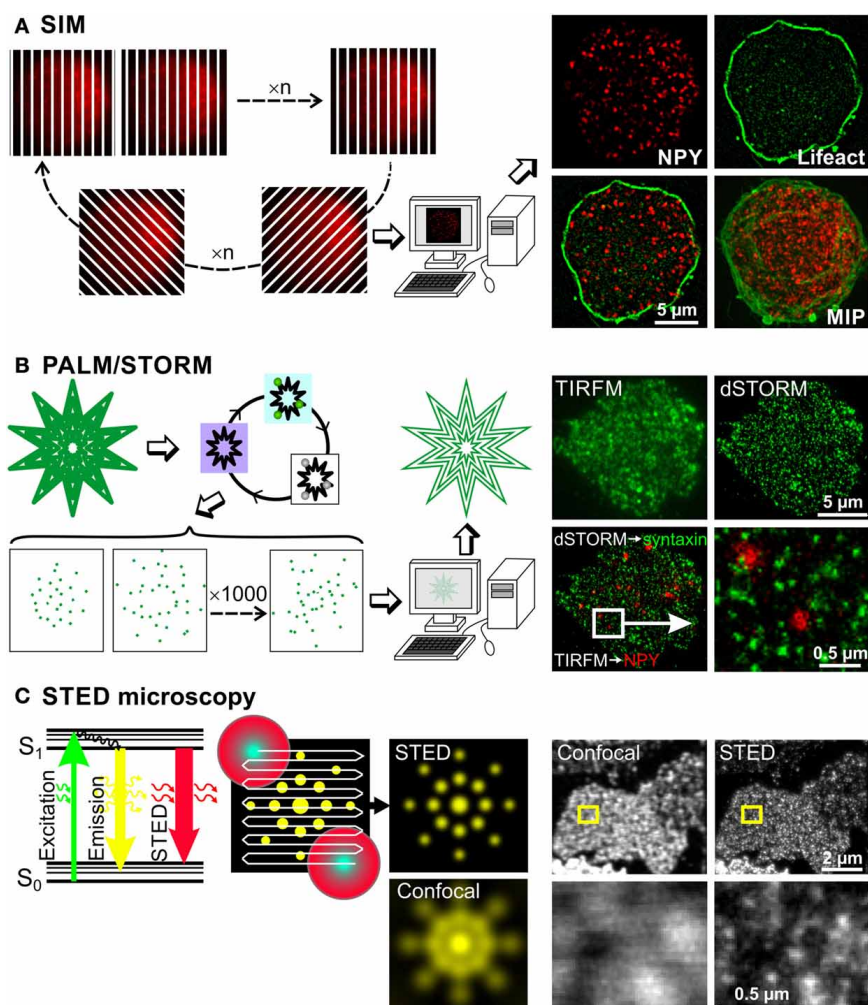 A SIM
×n
×n
NPY
Lifeact
5 µm
MIP
B PALM/STORM
×1000
TIRFM
dSTORM
5 µm
dSTORM→syntaxin
TIRFM→NPY
0.5 µm
C STED microscopy
S1
S0
Excitation
Emission
STED
STED
Confocal
Confocal
STED
2 µm
0.5 µm